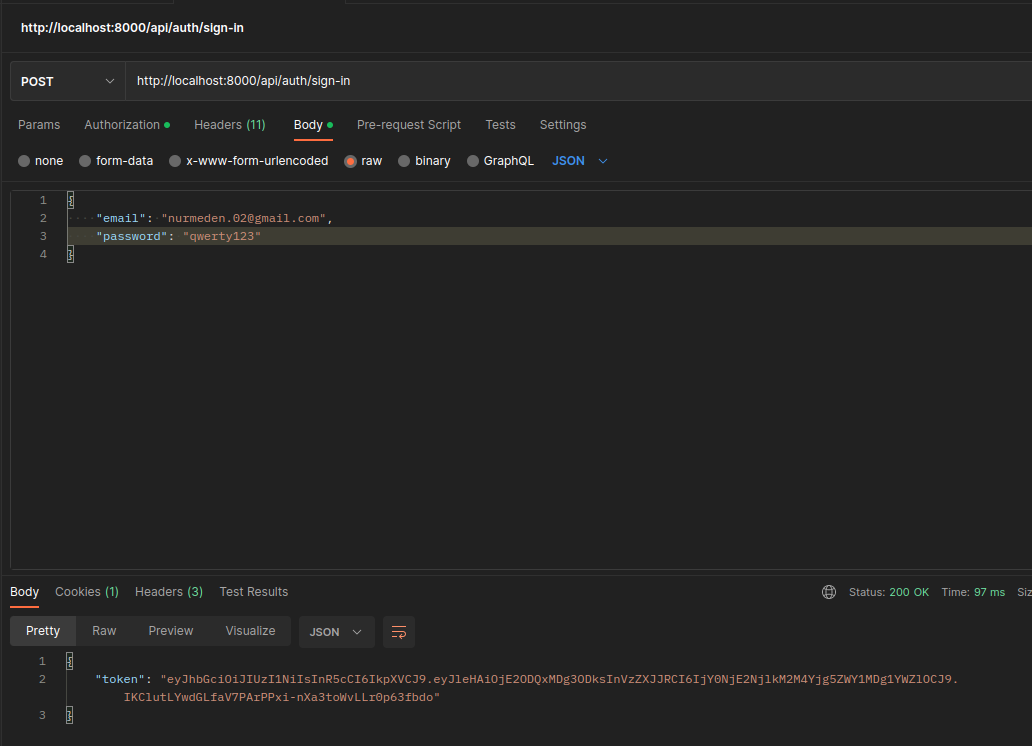 http://localhost:8000/api/auth/sign-in
POST http://localhost:8000/api/auth/sign-in
Params Authorization Headers (11) Body Pre-request Script Tests Settings
none form-data x-www-form-urlencoded raw binary GraphQL JSON
1 {
2 ····"email":·"nurmeden.02@gmail.com",
3 ····"password":·"qwerty123"
4 }
Body Cookies (1) Headers (3) Test Results Status: 200 OK Time: 97 ms Siz
Pretty Raw Preview Visualize JSON
1 {
2 "token": "eyJhbGciOiJIUzI1NiIsInR5cCI6IkpXVCJ9.eyJleHAiOjE2ODQxMDg3ODksInVzZXJJRCI6IjY0NjE2NjlkM2M4Yjg5ZWY1MDg1YWZlOCJ9.
IKClutLYwdGLfaV7PArPPxi-nXa3toWvLLr0p63fbdo"
3 }